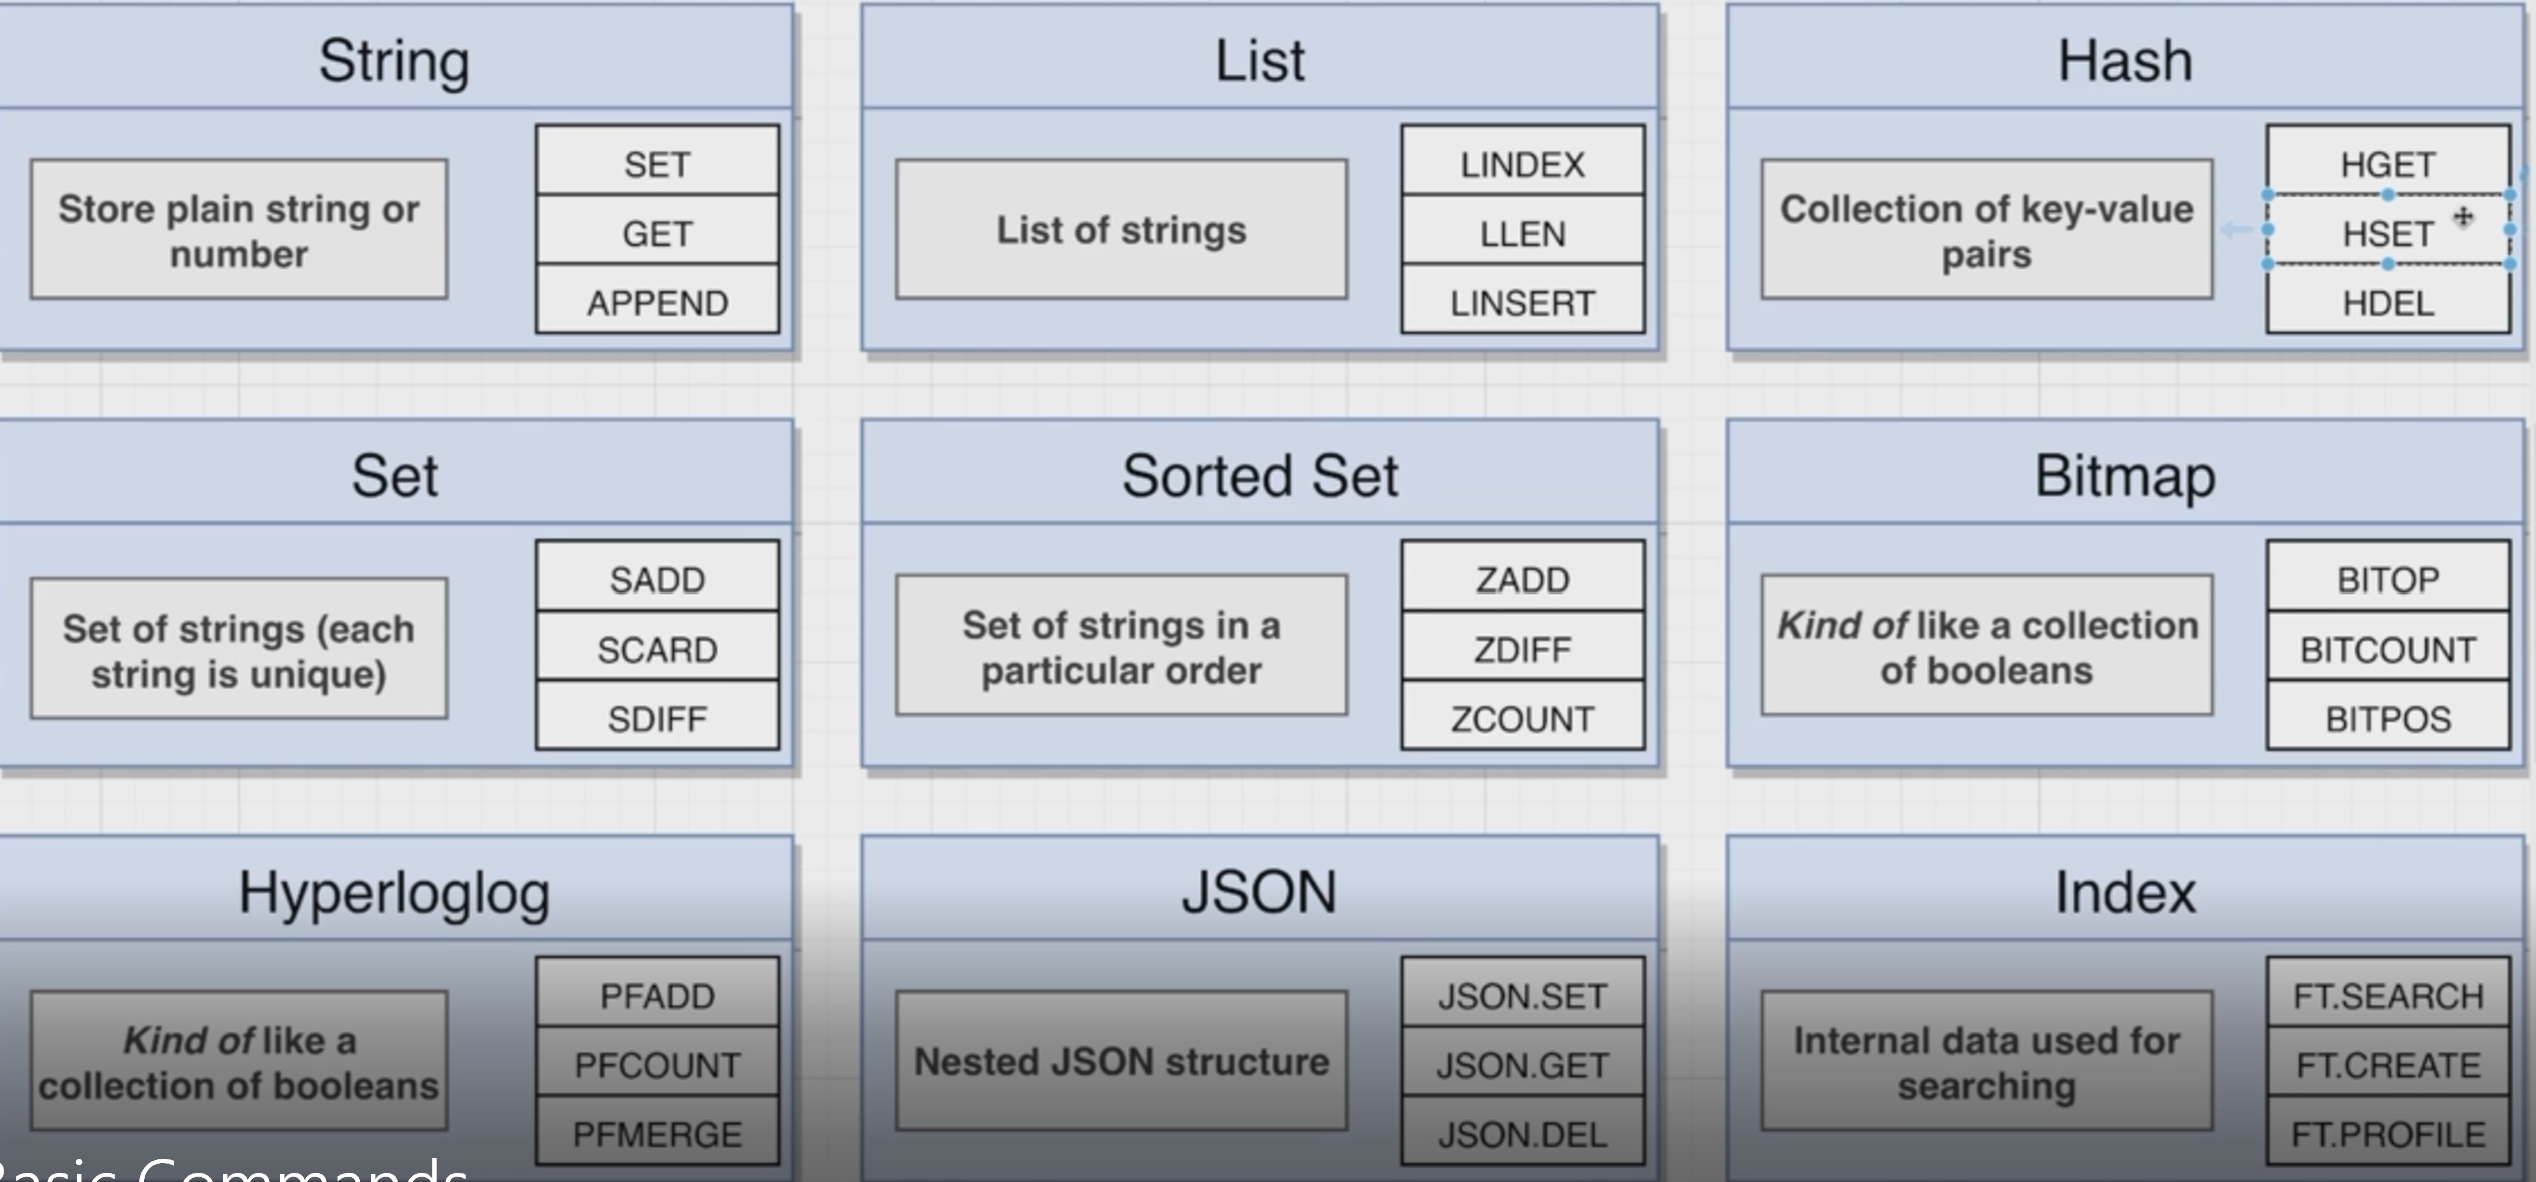 String
Store plain string or
number
SET
GET
APPEND
List
List of strings
LINDEX
LLEN
LINSERT
Hash
Collection of key-value
pairs
HGET
HSET
HDEL
Set
Set of strings (each
string is unique)
SADD
SCARD
SDIFF
Sorted Set
Set of strings in a
particular order
ZADD
ZDIFF
ZCOUNT
Bitmap
Kind of like a collection
of booleans
BITOP
BITCOUNT
BITPOS
Hyperloglog
Kind of like a
collection of booleans
PFADD
PFCOUNT
PFMERGE
JSON
Nested JSON structure
JSON.SET
JSON.GET
JSON.DEL
Index
Internal data used for
searching
FT.SEARCH
FT.CREATE
FT.PROFILE
Basic Commands